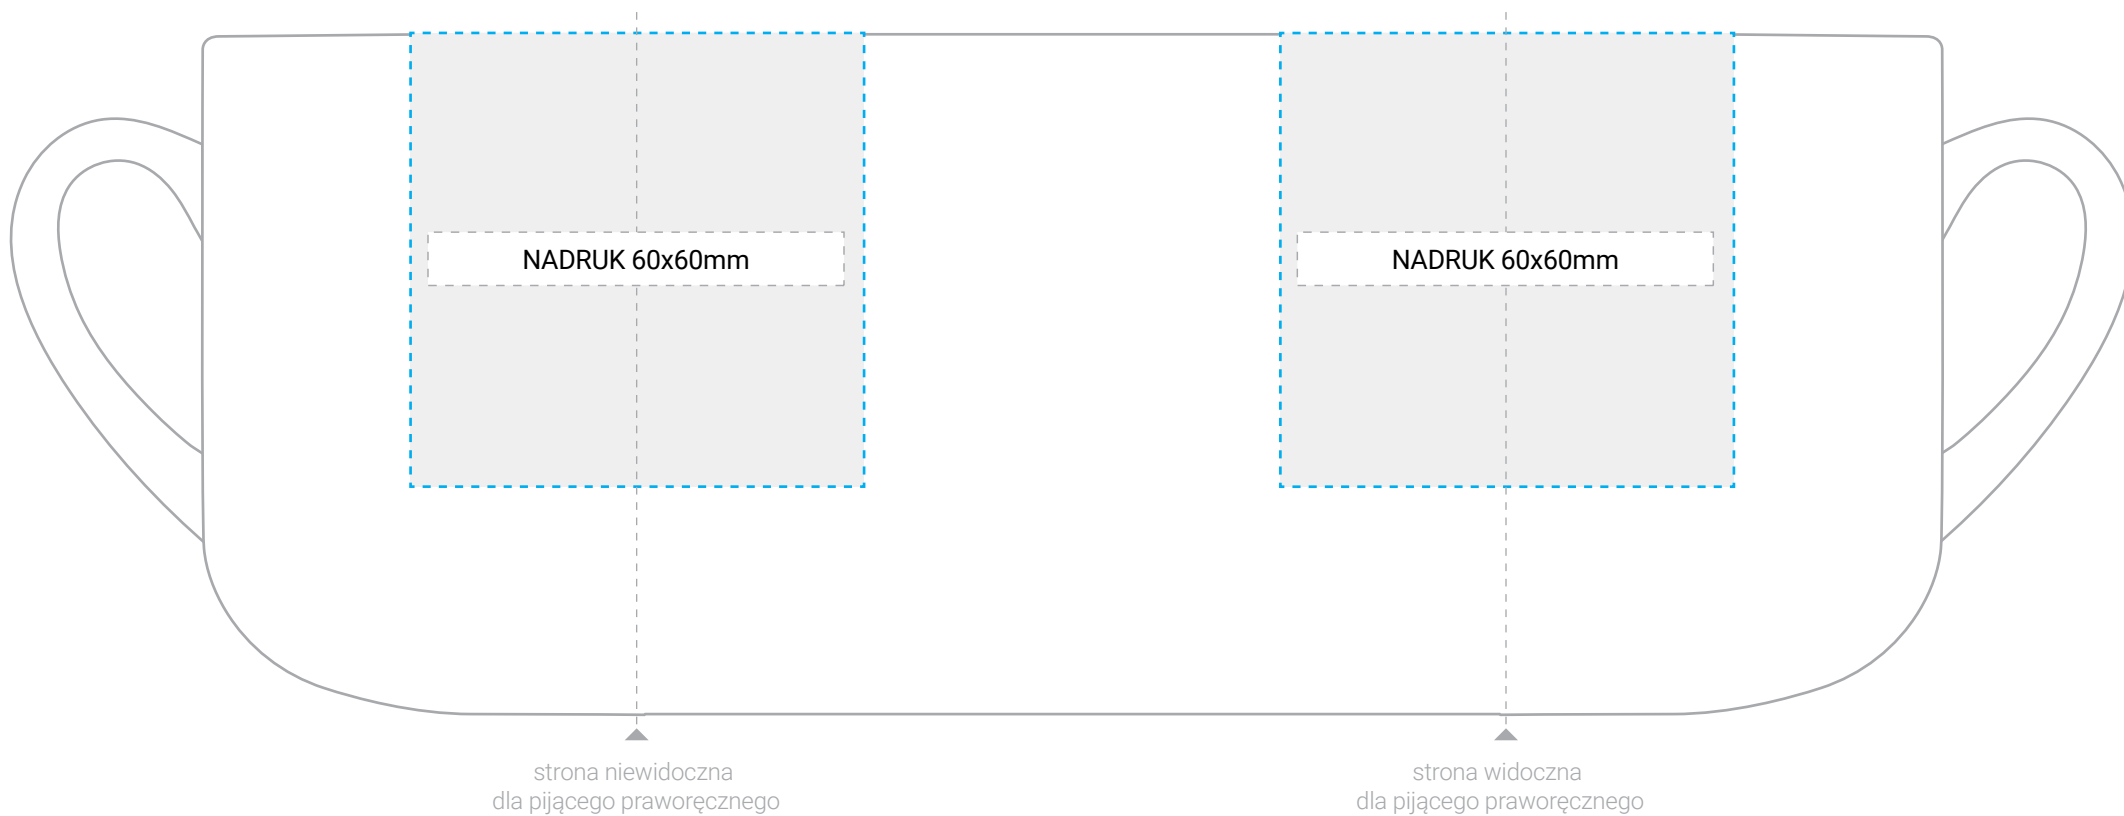 NADRUK 60x60mm
NADRUK 60x60mm
strona niewidoczna
dla pijącego praworęcznego
strona widoczna
dla pijącego praworęcznego